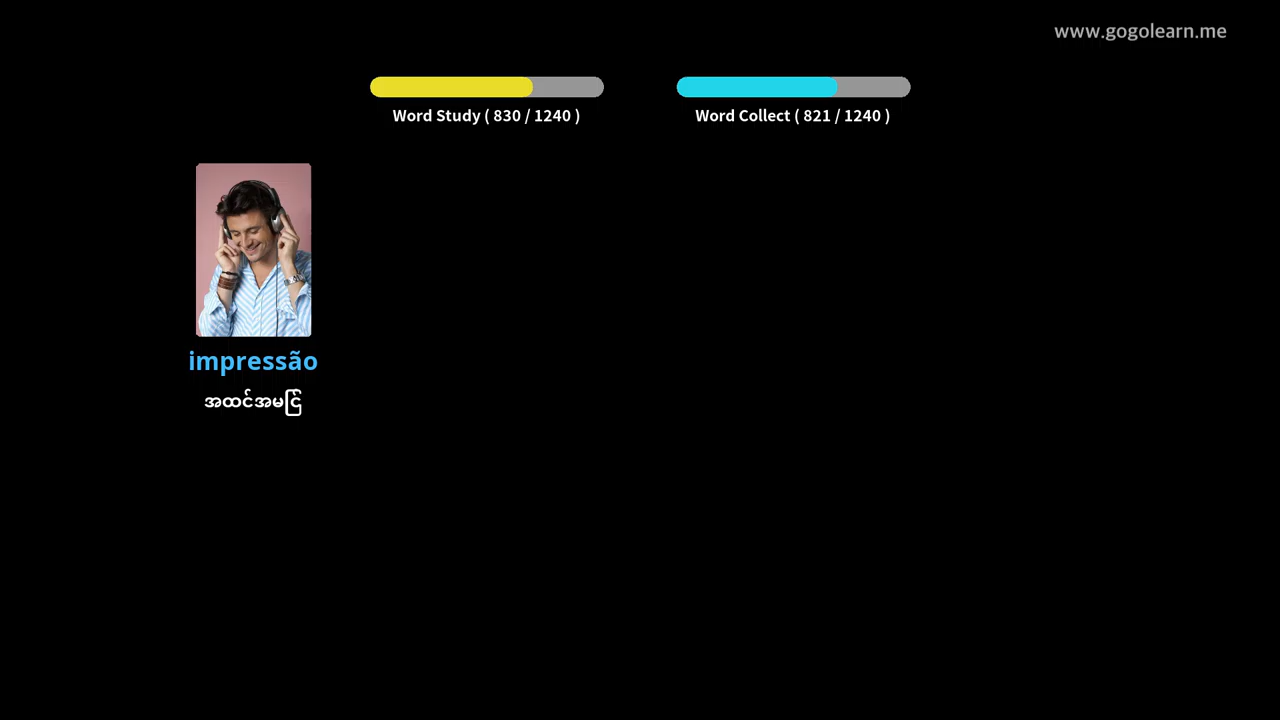 www.gogolearn.me
Word Study ( 830 / 1240 )
Word Collect ( 821 / 1240 )
impressão
အထင်အမြင်